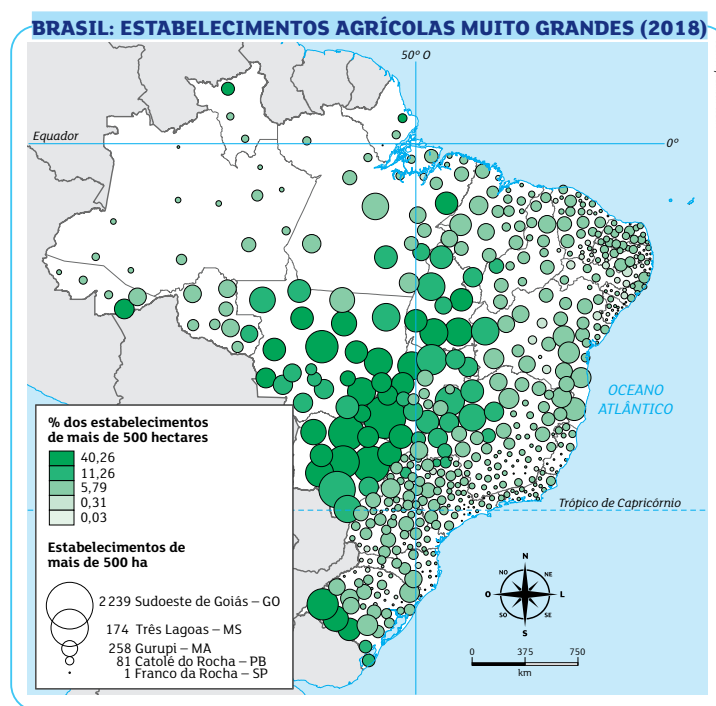 BRASIL: ESTABELECIMENTOS AGRÍCOLAS MUITO GRANDES (2018)
50º O
Equador
0º
OCEANO
ATLÂNTICO
Trópico de Capricórnio
% dos estabelecimentos
de mais de 500 hectares
40,26
11,26
5,79
0,31
0,03
Estabelecimentos de
mais de 500 ha
2 239 Sudoeste de Goiás – GO
174 Três Lagoas – MS
258 Gurupi – MA
81 Catolé do Rocha – PB
1 Franco da Rocha – SP
N
NO
NE
O
L
SO
SE
S
0
375
750
km